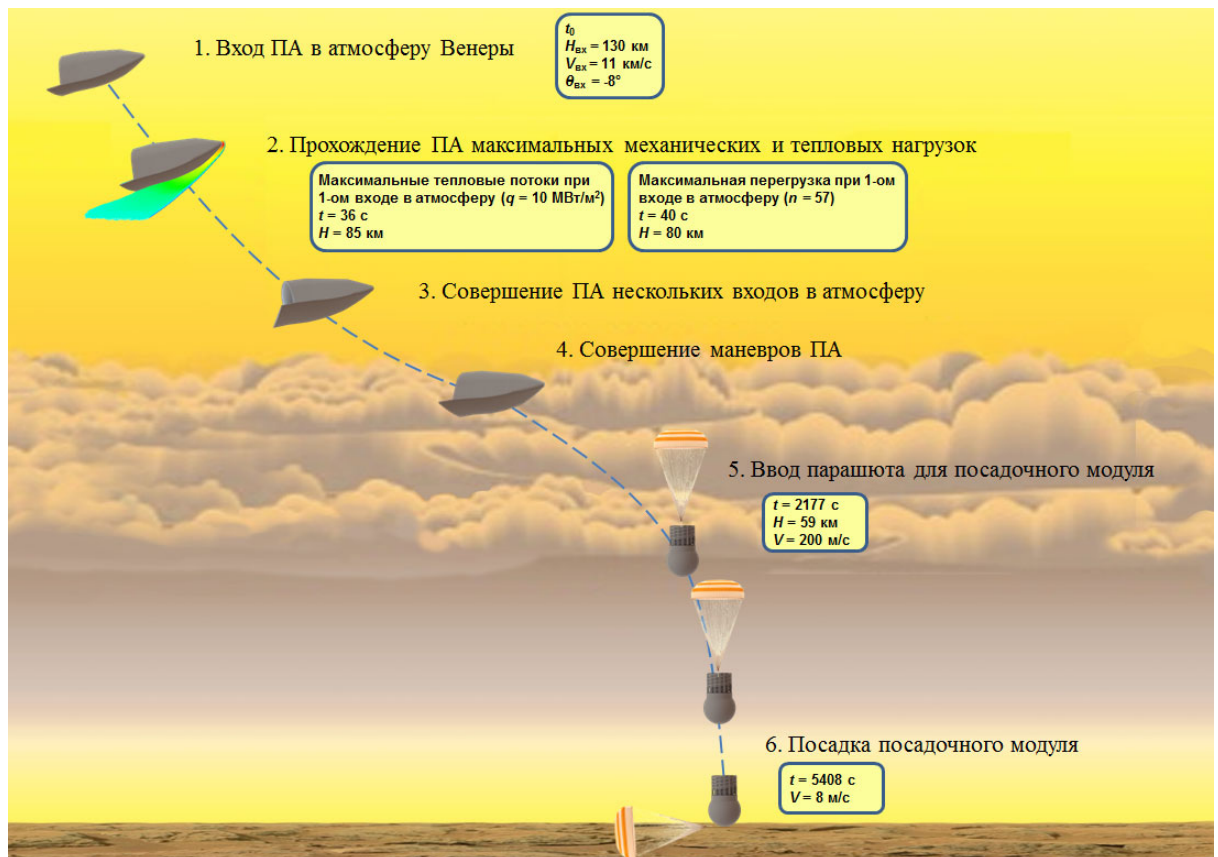 1. Вход ПА в атмосферу Венеры
t₀
Hвх = 130 км
Vвх = 11 км/с
θвх = -8°
2. Прохождение ПА максимальных механических и тепловых нагрузок
Максимальные тепловые потоки при
1-ом входе в атмосферу (q = 10 МВт/м²)
t = 36 с
H = 85 км
Максимальная перегрузка при 1-ом
входе в атмосферу (n = 57)
t = 40 с
H = 80 км
3. Совершение ПА нескольких входов в атмосферу
4. Совершение маневров ПА
5. Ввод парашюта для посадочного модуля
t = 2177 с
H = 59 км
V = 200 м/с
6. Посадка посадочного модуля
t = 5408 с
V = 8 м/с